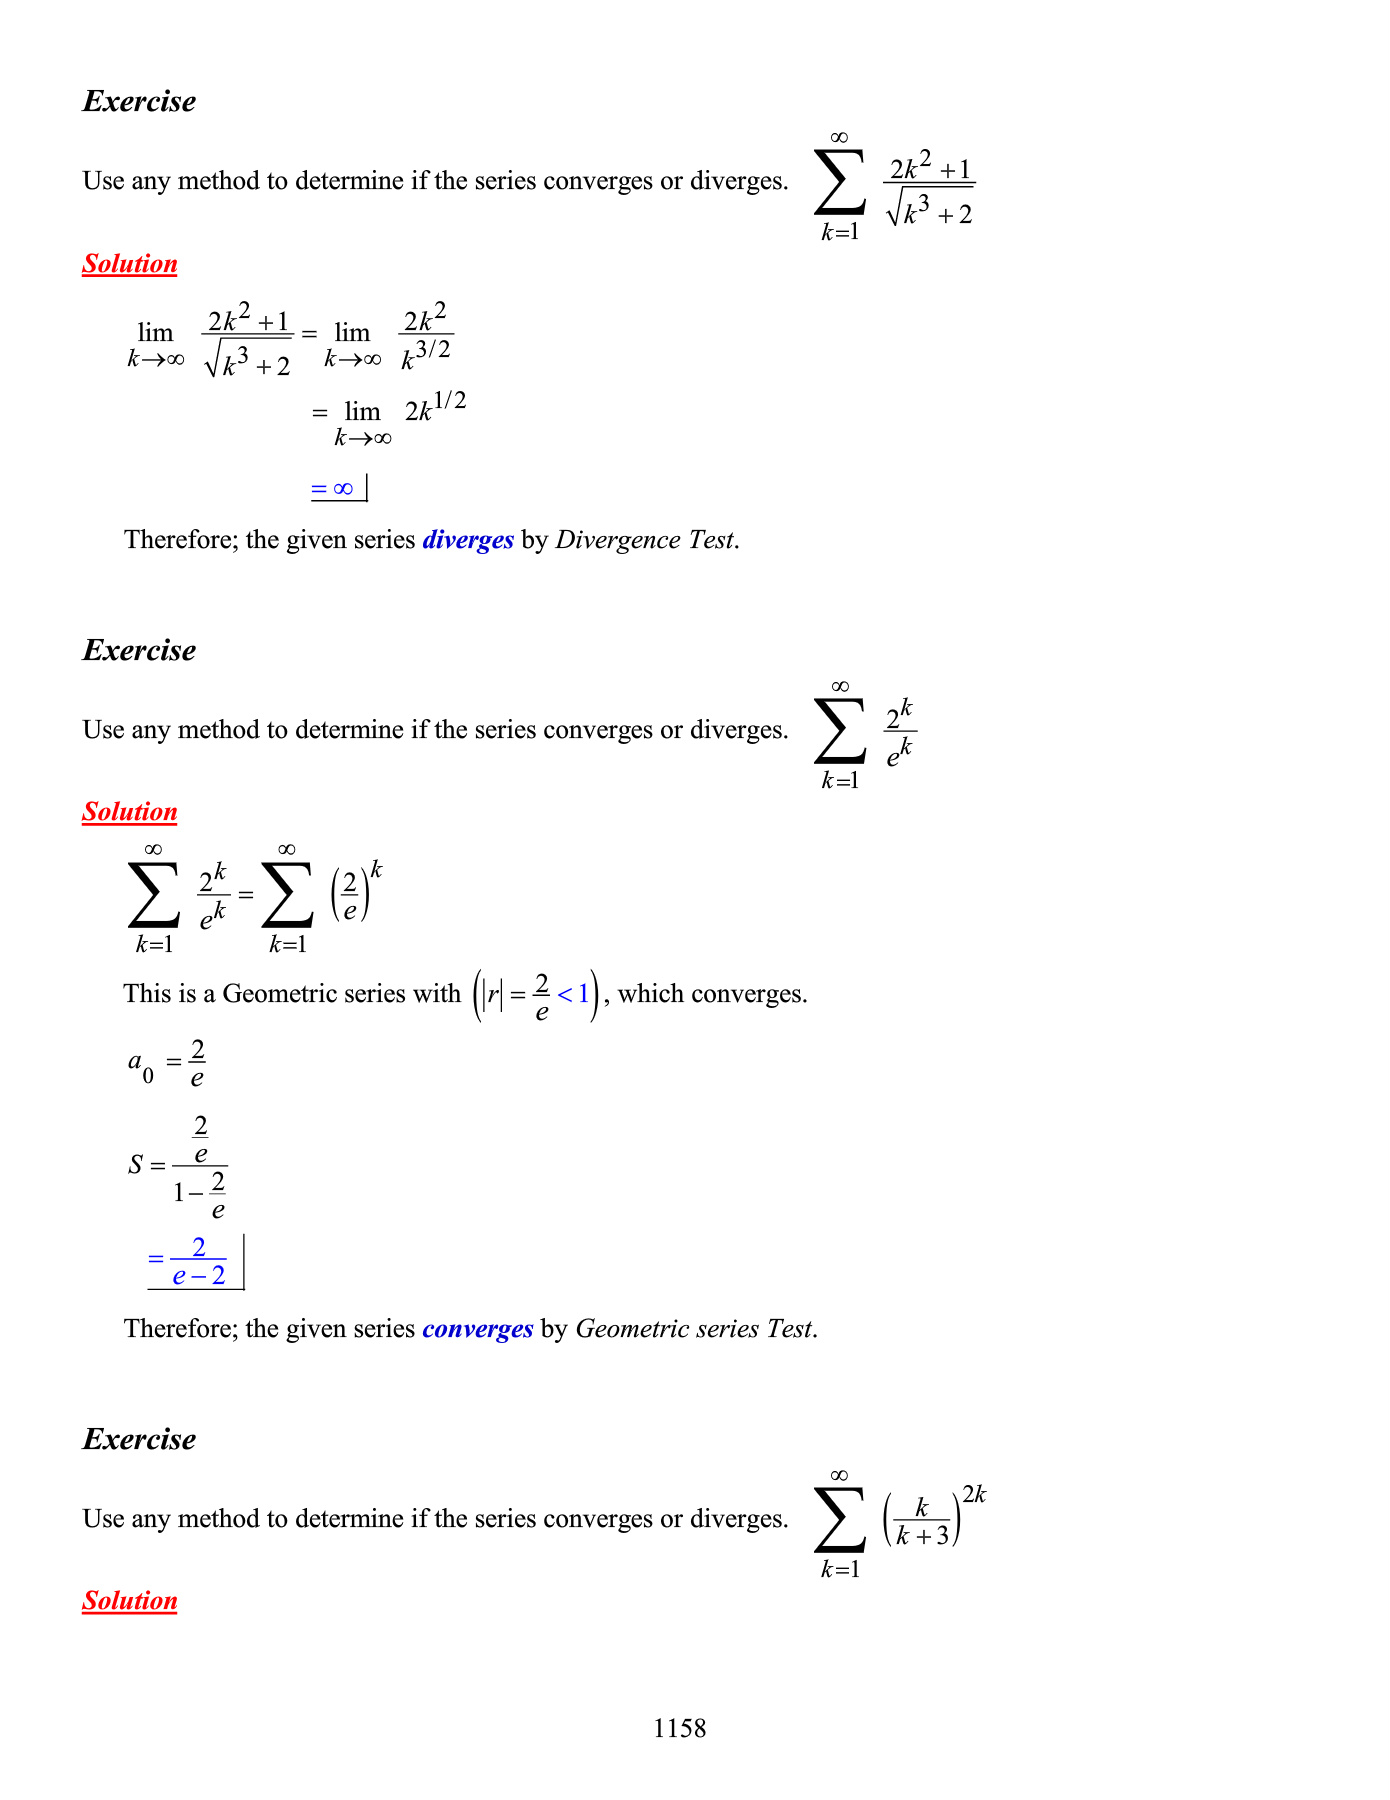 Exercise
Use any method to determine if the series converges or diverges. $\sum_{k=1}^{\infty} \frac{2k^2+1}{\sqrt{k^3+2}}$
Solution
$\lim_{k\to\infty} \frac{2k^2+1}{\sqrt{k^3+2}} = \lim_{k\to\infty} \frac{2k^2}{k^{3/2}}$
$= \lim_{k\to\infty} 2k^{1/2}$
$= \infty$
Therefore; the given series diverges by Divergence Test.
Exercise
Use any method to determine if the series converges or diverges. $\sum_{k=1}^{\infty} \frac{2^k}{e^k}$
Solution
$\sum_{k=1}^{\infty} \frac{2^k}{e^k} = \sum_{k=1}^{\infty} \left(\frac{2}{e}\right)^k$
This is a Geometric series with $\left(|r| = \frac{2}{e} < 1\right)$, which converges.
$a_0 = \frac{2}{e}$
$S = \frac{\frac{2}{e}}{1-\frac{2}{e}}$
$= \frac{2}{e-2}$
Therefore; the given series converges by Geometric series Test.
Exercise
Use any method to determine if the series converges or diverges. $\sum_{k=1}^{\infty} \left(\frac{k}{k+3}\right)^{2k}$
Solution
1158